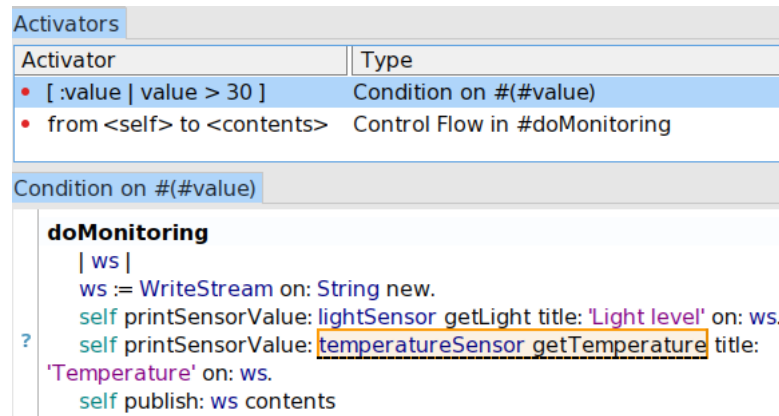 Activators
Activator Type
[ :value | value > 30 ] Condition on #(#value)
from <self> to <contents> Control Flow in #doMonitoring
Condition on #(#value)
doMonitoring
| ws |
ws := WriteStream on: String new.
self printSensorValue: lightSensor getLight title: 'Light level' on: ws.
? self printSensorValue: temperatureSensor getTemperature title:
'Temperature' on: ws.
self publish: ws contents